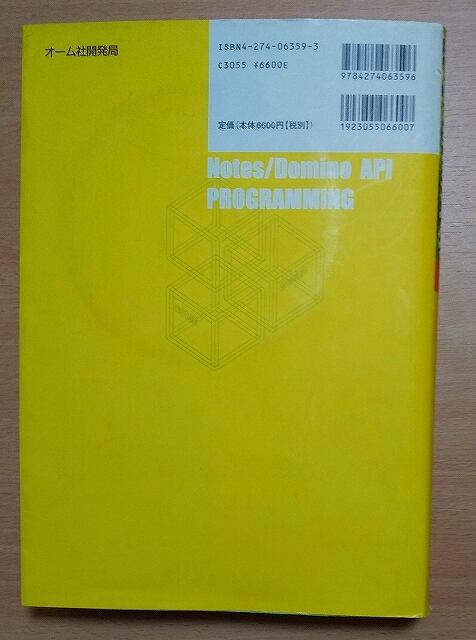 オーム社開発局
ISBN4-274-06359-3
C3055 ¥6600E
定価(本体6600円【税別】)
9784274063596
1923055066007
Notes/Domino API
PROGRAMMING